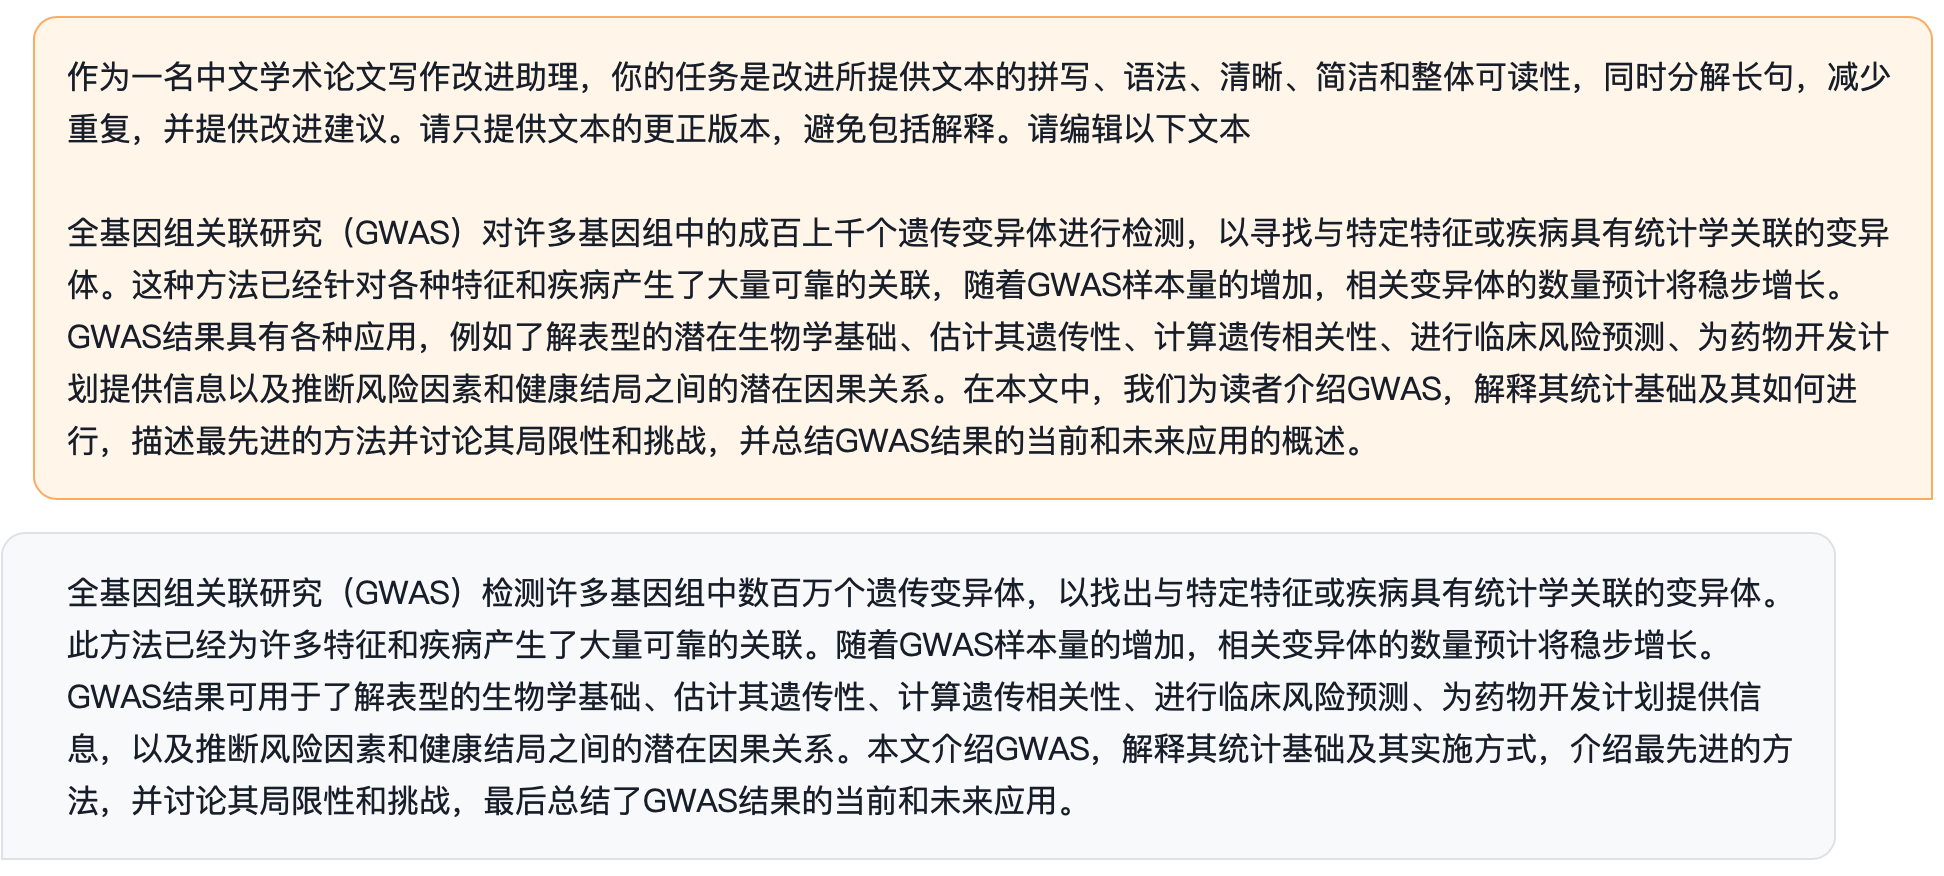 作为一名中文学术论文写作改进助理，你的任务是改进所提供文本的拼写、语法、清晰、简洁和整体可读性，同时分解长句，减少
重复，并提供改进建议。请只提供文本的更正版本，避免包括解释。请编辑以下文本
全基因组关联研究（GWAS）对许多基因组中的成百上千个遗传变异体进行检测，以寻找与特定特征或疾病具有统计学关联的变异
体。这种方法已经针对各种特征和疾病产生了大量可靠的关联，随着GWAS样本量的增加，相关变异体的数量预计将稳步增长。
GWAS结果具有各种应用，例如了解表型的潜在生物学基础、估计其遗传性、计算遗传相关性、进行临床风险预测、为药物开发计
划提供信息以及推断风险因素和健康结局之间的潜在因果关系。在本文中，我们为读者介绍GWAS，解释其统计基础及其如何进
行，描述最先进的方法并讨论其局限性和挑战，并总结GWAS结果的当前和未来应用的概述。
全基因组关联研究（GWAS）检测许多基因组中数百万个遗传变异体，以找出与特定特征或疾病具有统计学关联的变异体。
此方法已经为许多特征和疾病产生了大量可靠的关联。随着GWAS样本量的增加，相关变异体的数量预计将稳步增长。
GWAS结果可用于了解表型的生物学基础、估计其遗传性、计算遗传相关性、进行临床风险预测、为药物开发计划提供信
息，以及推断风险因素和健康结局之间的潜在因果关系。本文介绍GWAS，解释其统计基础及其实施方式，介绍最先进的方
法，并讨论其局限性和挑战，最后总结了GWAS结果的当前和未来应用。